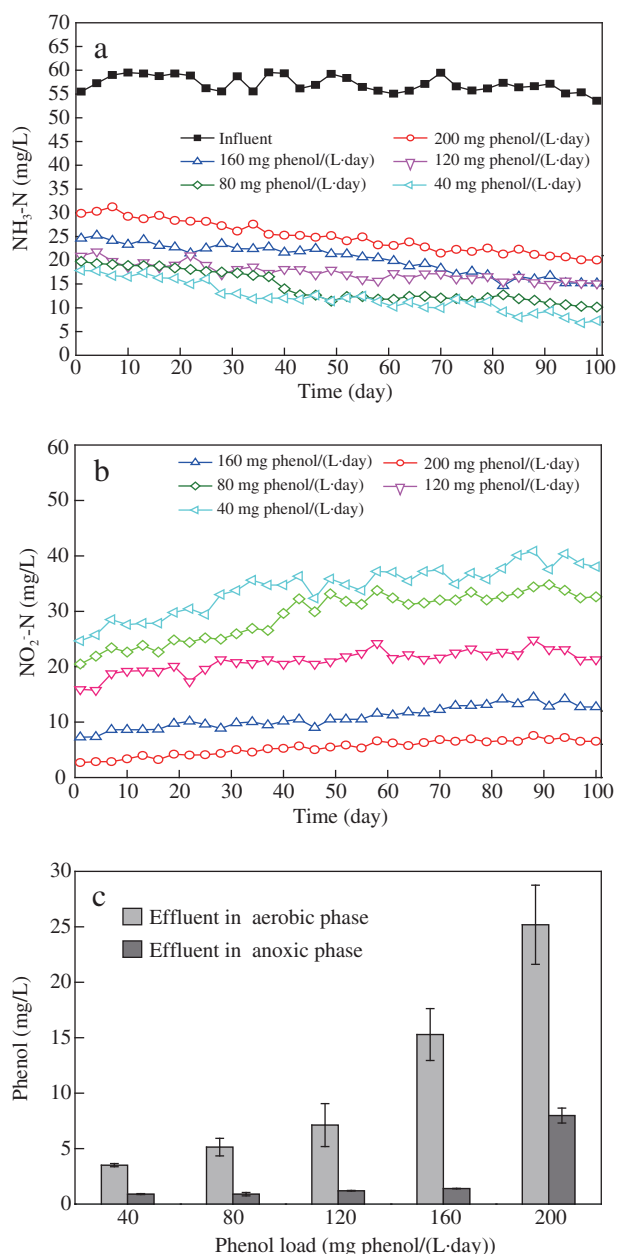 a
70
65
60
55
50
45
40
35
30
25
20
15
10
5
0
NH₃-N (mg/L)
Influent
200 mg phenol/(L·day)
160 mg phenol/(L·day)
120 mg phenol/(L·day)
80 mg phenol/(L·day)
40 mg phenol/(L·day)
0 10 20 30 40 50 60 70 80 90 100
Time (day)
b
60
50
40
30
20
10
0
NO₂⁻-N (mg/L)
160 mg phenol/(L·day)
200 mg phenol/(L·day)
80 mg phenol/(L·day)
120 mg phenol/(L·day)
40 mg phenol/(L·day)
0 10 20 30 40 50 60 70 80 90 100
Time (day)
c
30
25
20
15
10
5
0
Phenol (mg/L)
Effluent in aerobic phase
Effluent in anoxic phase
40 80 120 160 200
Phenol load (mg phenol/(L·day))